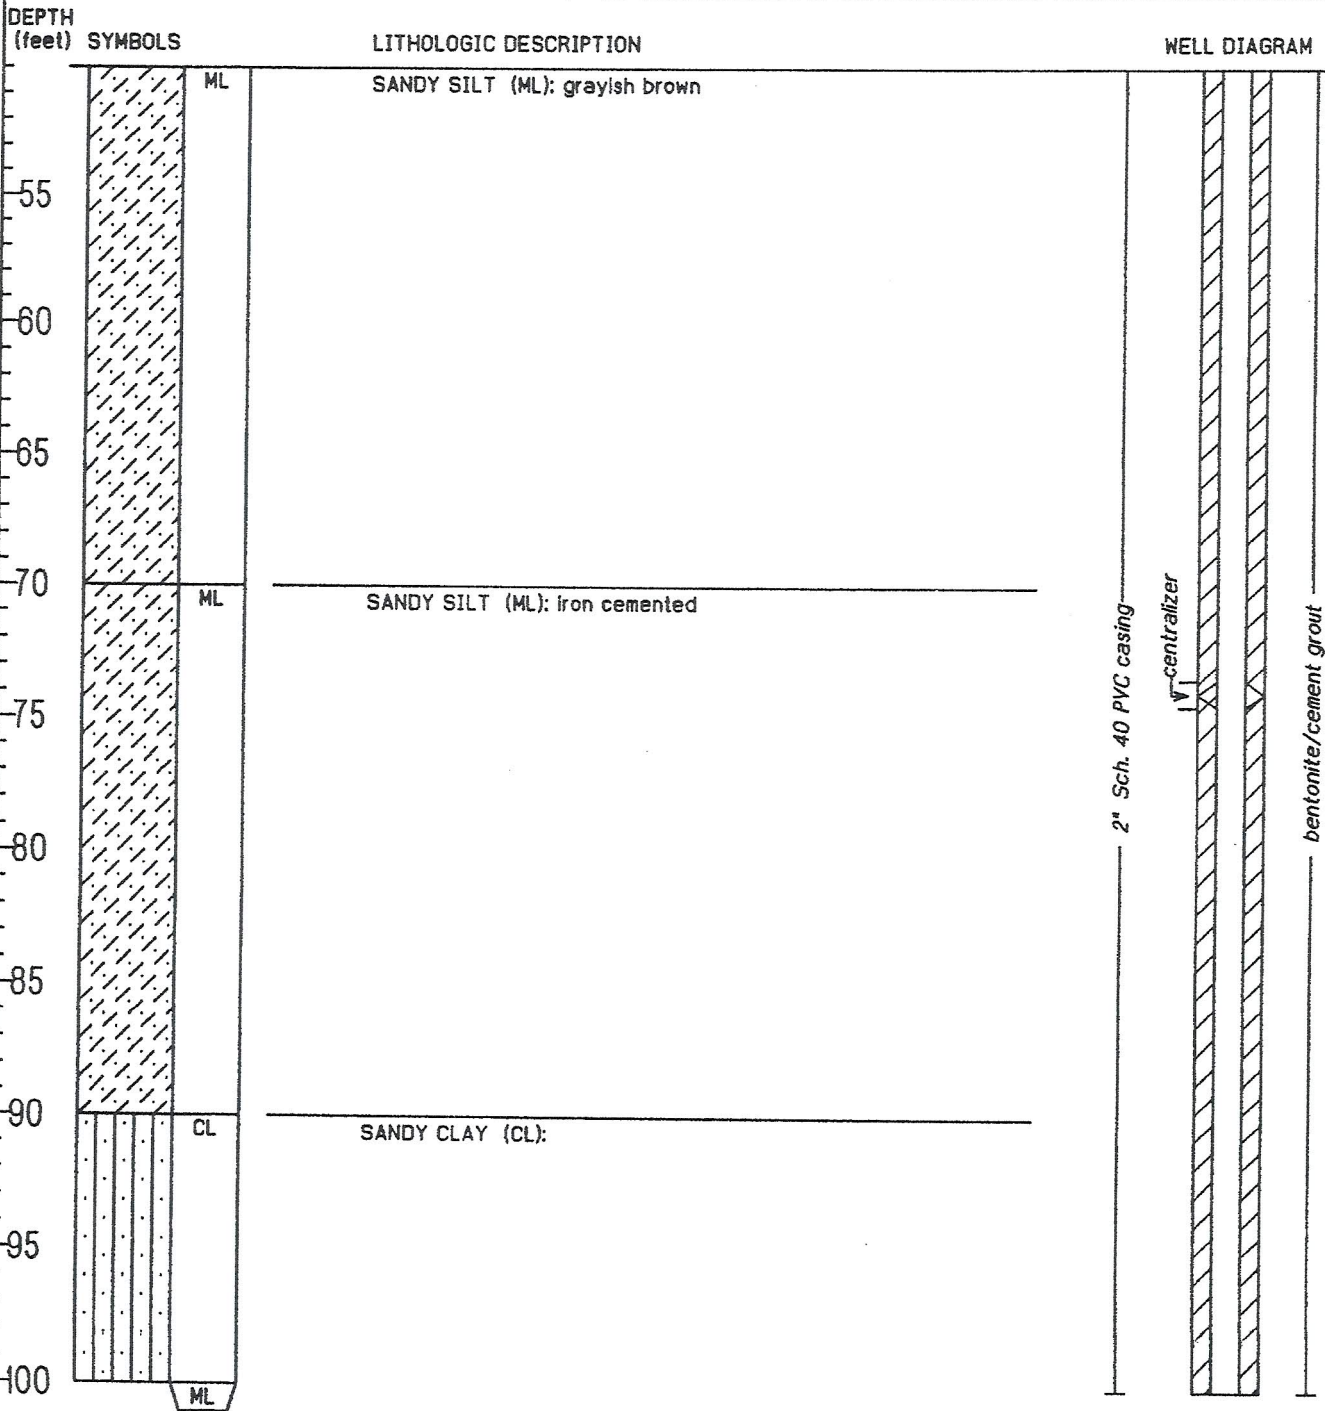 DEPTH
(feet) SYMBOLS LITHOLOGIC DESCRIPTION WELL DIAGRAM
ML SANDY SILT (ML): grayish brown
55
60
65
70
ML SANDY SILT (ML): iron cemented
2" Sch. 40 PVC casing
centralizer
bentonite/cement grout
75
80
85
90
CL SANDY CLAY (CL):
95
100
ML